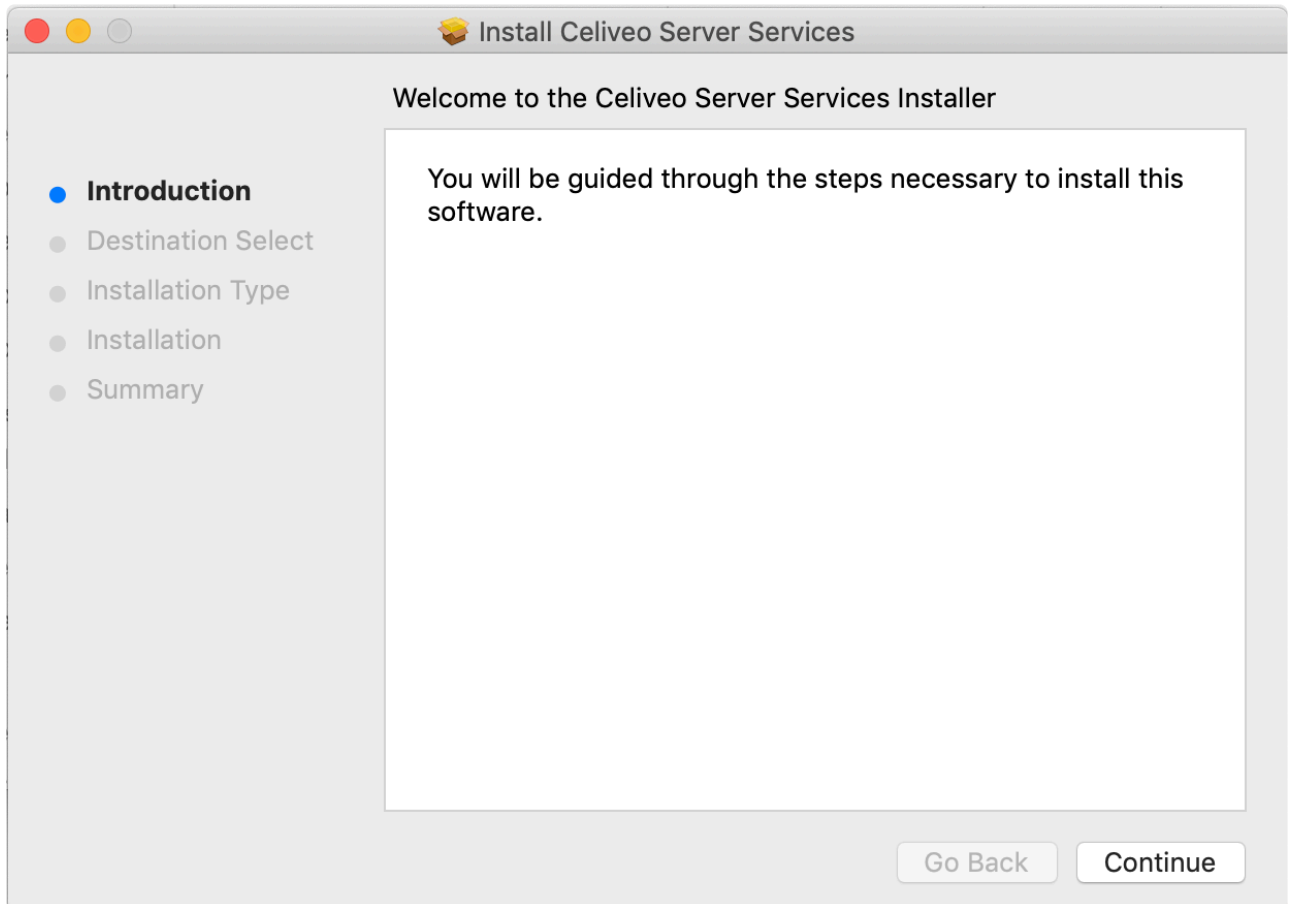 Install Celiveo Server Services
Welcome to the Celiveo Server Services Installer
Introduction
Destination Select
Installation Type
Installation
Summary
You will be guided through the steps necessary to install this
software.
Go Back
Continue